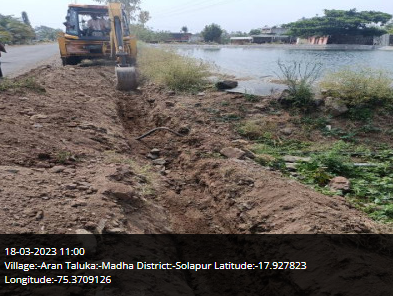 18-03-2023 11:00
Village:-Aran Taluka:-Madha District:-Solapur Latitude:-17.927823
Longitude:-75.3709126